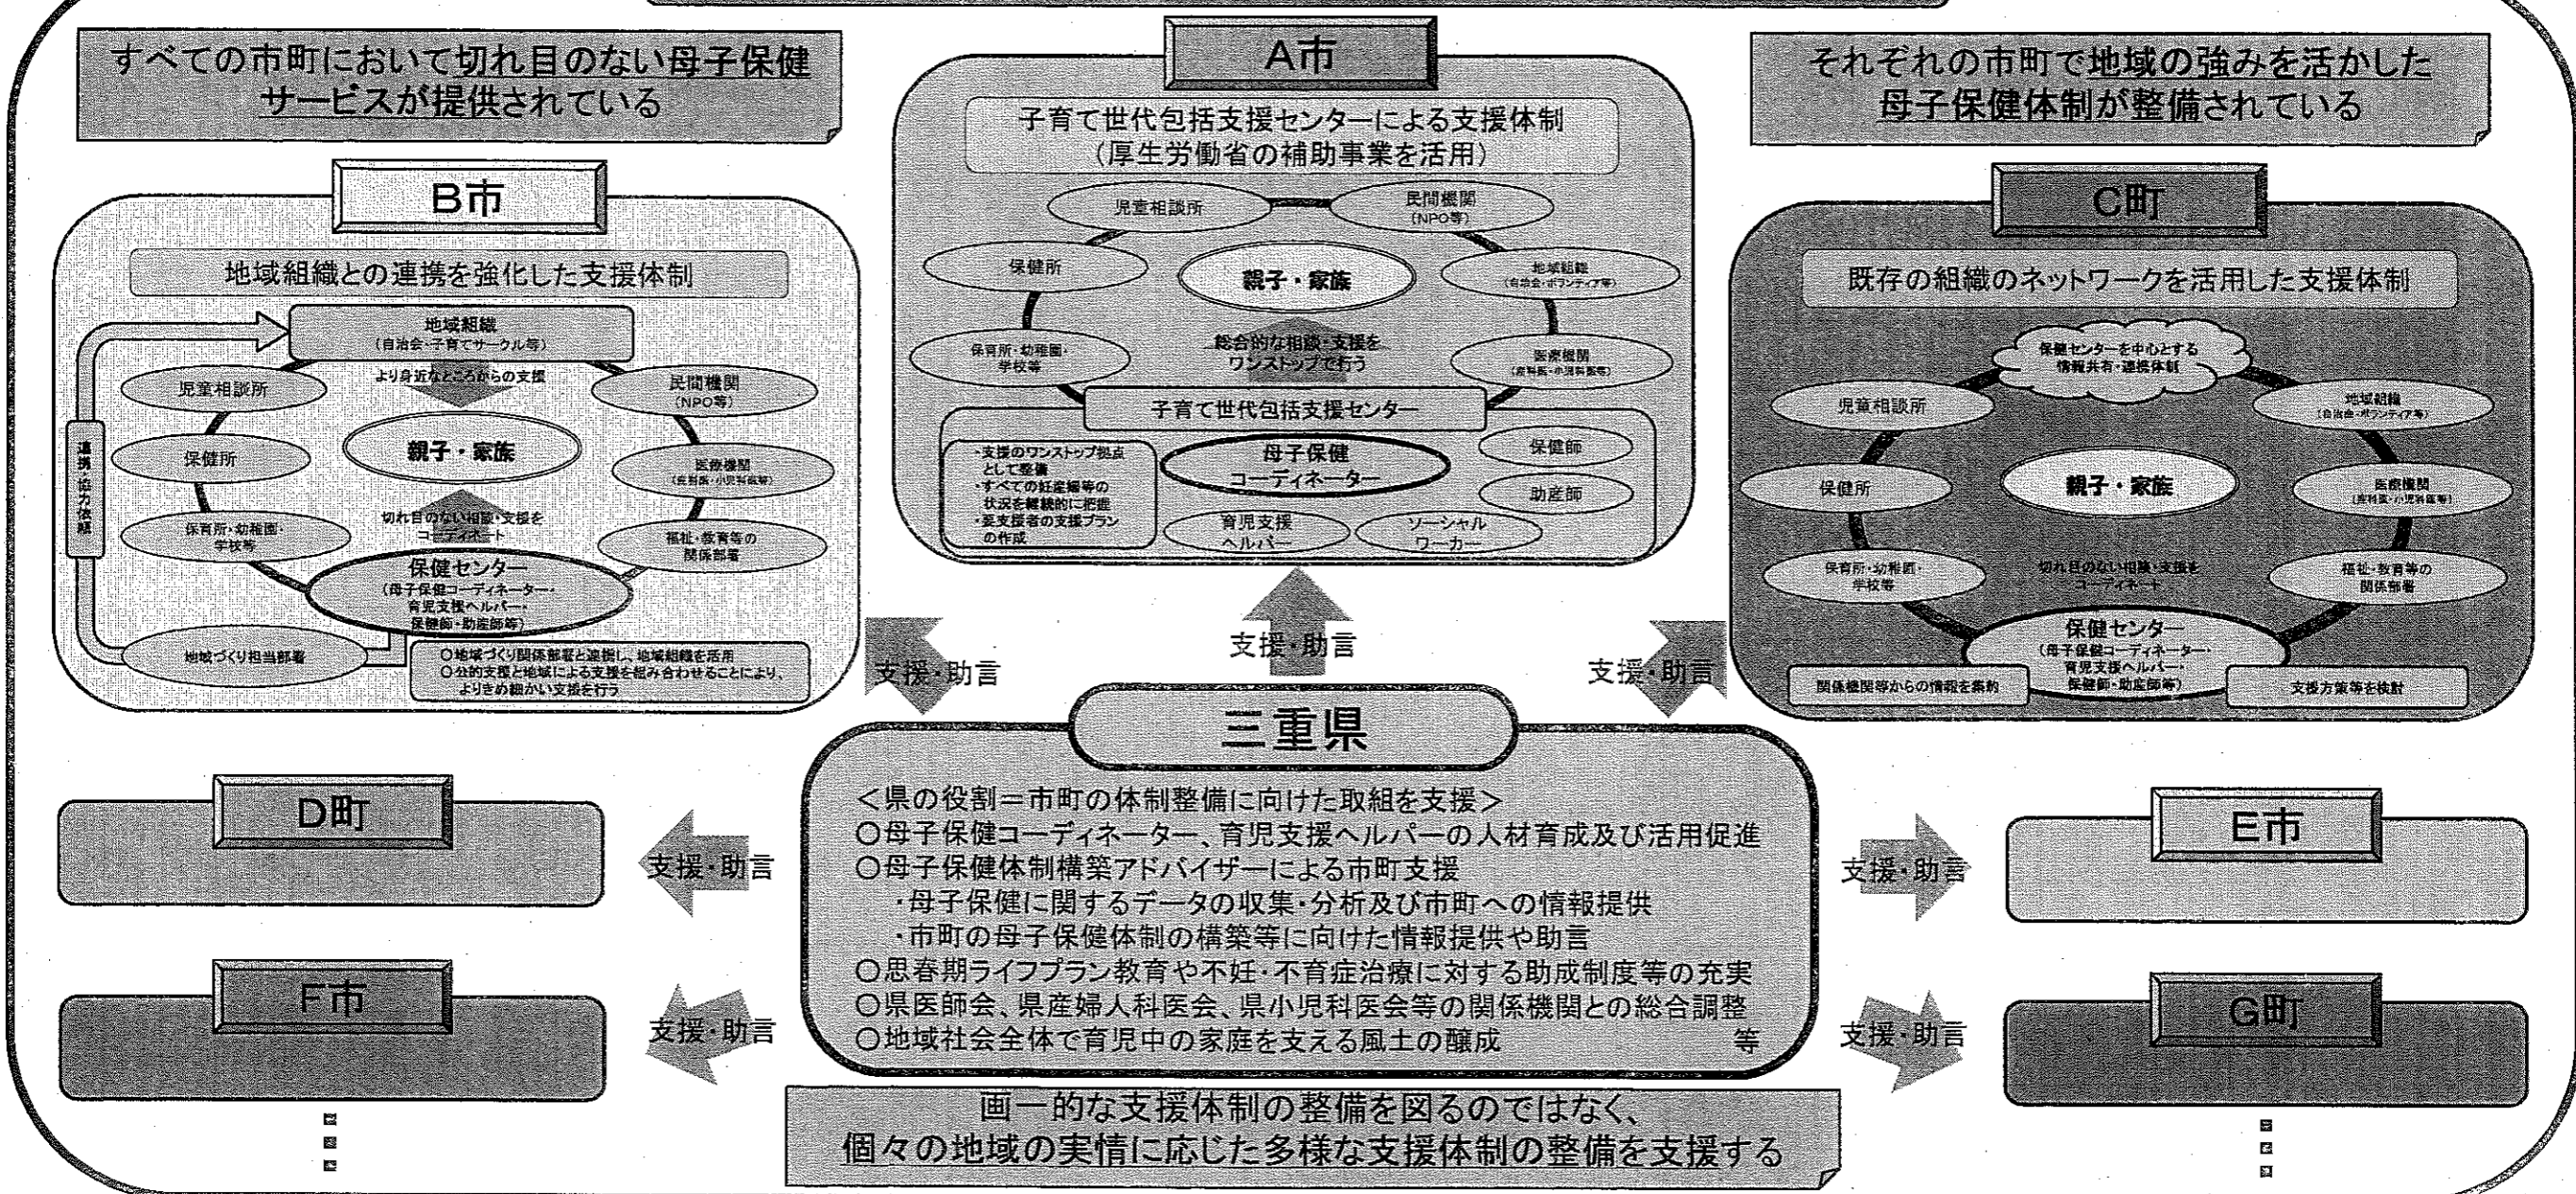 すべての市町において切れ目のない母子保健
サービスが提供されている
A市
子育て世代包括支援センターによる支援体制
(厚生労働省の補助事業を活用)
児童相談所
民間機関
(NPO等)
保健所
親子・家族
地域組織
(自治会・ボランティア等)
保育所・幼稚園・
学校等
総合的な相談・支援を
ワンストップで行う
医療機関
(産科医・小児科医等)
子育て世代包括支援センター
・支援のワンストップ拠点
として整備
・すべての妊産婦等の
状況を継続的に把握
・要支援者の支援プラン
の作成
母子保健
コーディネーター
保健師
助産師
育児支援
ヘルパー
ソーシャル
ワーカー
それぞれの市町で地域の強みを活かした
母子保健体制が整備されている
B市
地域組織との連携を強化した支援体制
地域組織
(自治会・子育てサークル等)
より身近なところからの支援
児童相談所
民間機関
(NPO等)
連携・協力依頼
保健所
親子・家族
医療機関
(産科医・小児科医等)
保育所・幼稚園・
学校等
切れ目のない相談・支援を
コーディネート
福祉・教育等の
関係部署
保健センター
(母子保健コーディネーター・
育児支援ヘルパー・
保健師・助産師等)
地域づくり担当部署
○地域づくり関係部署と連携し、地域組織を活用
○公的支援と地域による支援を組み合わせることにより、
よりきめ細かい支援を行う
C町
既存の組織のネットワークを活用した支援体制
保健センターを中心とする
情報共有・連携体制
児童相談所
地域組織
(自治会・ボランティア等)
保健所
親子・家族
医療機関
(産科医・小児科医等)
保育所・幼稚園・
学校等
切れ目のない相談・支援を
コーディネート
福祉・教育等の
関係部署
保健センター
(母子保健コーディネーター・
育児支援ヘルパー・
保健師・助産師等)
関係機関等からの情報を集約
支援方策等を検討
支援・助言
支援・助言
支援・助言
三重県
<県の役割=市町の体制整備に向けた取組を支援>
○母子保健コーディネーター、育児支援ヘルパーの人材育成及び活用促進
○母子保健体制構築アドバイザーによる市町支援
・母子保健に関するデータの収集・分析及び市町への情報提供
・市町の母子保健体制の構築等に向けた情報提供や助言
○思春期ライフプラン教育や不妊・不育症治療に対する助成制度等の充実
○県医師会、県産婦人科医会、県小児科医会等の関係機関との総合調整
○地域社会全体で育児中の家庭を支える風土の醸成 等
D町
支援・助言
支援・助言
E市
F市
支援・助言
支援・助言
G町
画一的な支援体制の整備を図るのではなく、
個々の地域の実情に応じた多様な支援体制の整備を支援する